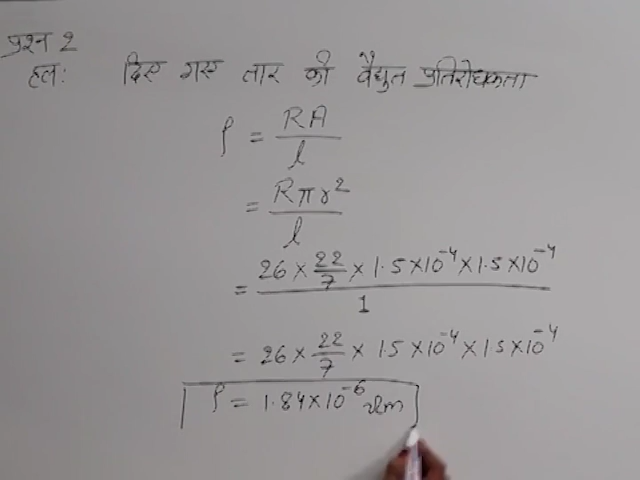 प्रश्न 2
हल: दिए गए तार की वैद्युत प्रतिरोधकता
ρ = RA / l
= Rπr² / l
= 26 × 22/7 × 1.5×10⁻⁴ × 1.5×10⁻⁴ / 1
= 26 × 22/7 × 1.5 × 10⁻⁴ × 1.5 × 10⁻⁴
ρ = 1.84×10⁻⁶ Ωm